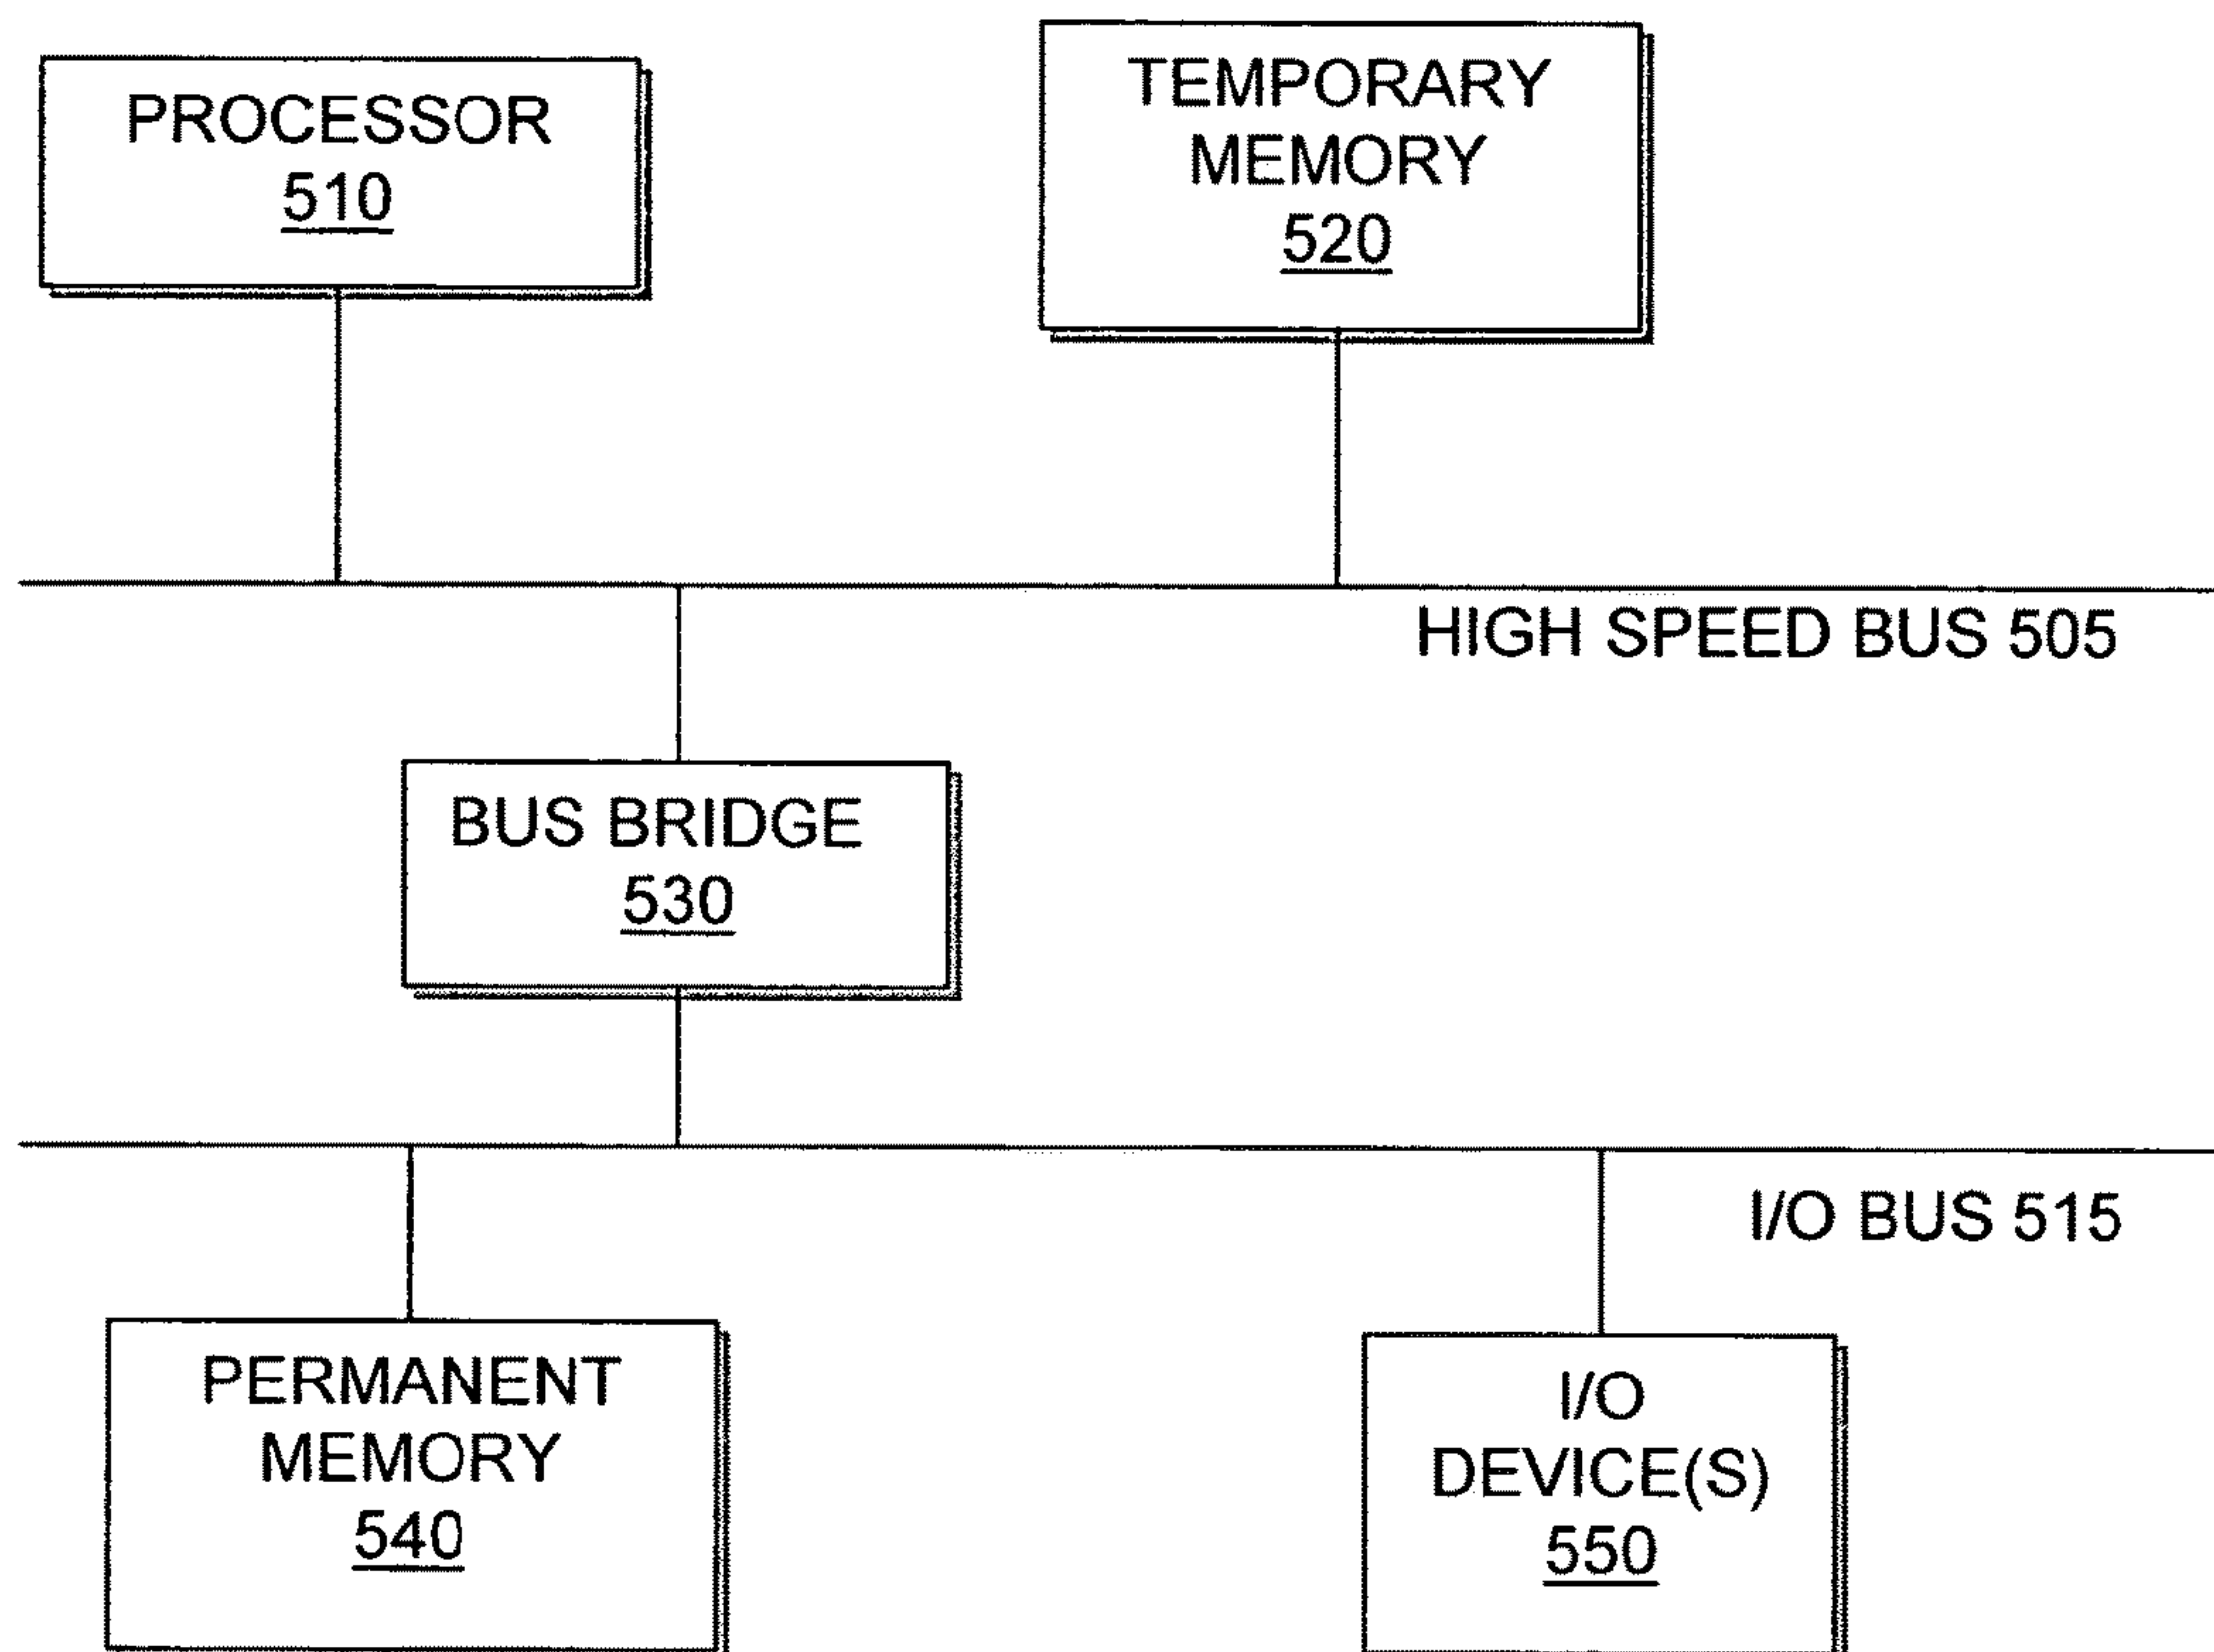 PROCESSOR
510
TEMPORARY
MEMORY
520
HIGH SPEED BUS 505
BUS BRIDGE
530
I/O BUS 515
PERMANENT
MEMORY
540
I/O
DEVICE(S)
550